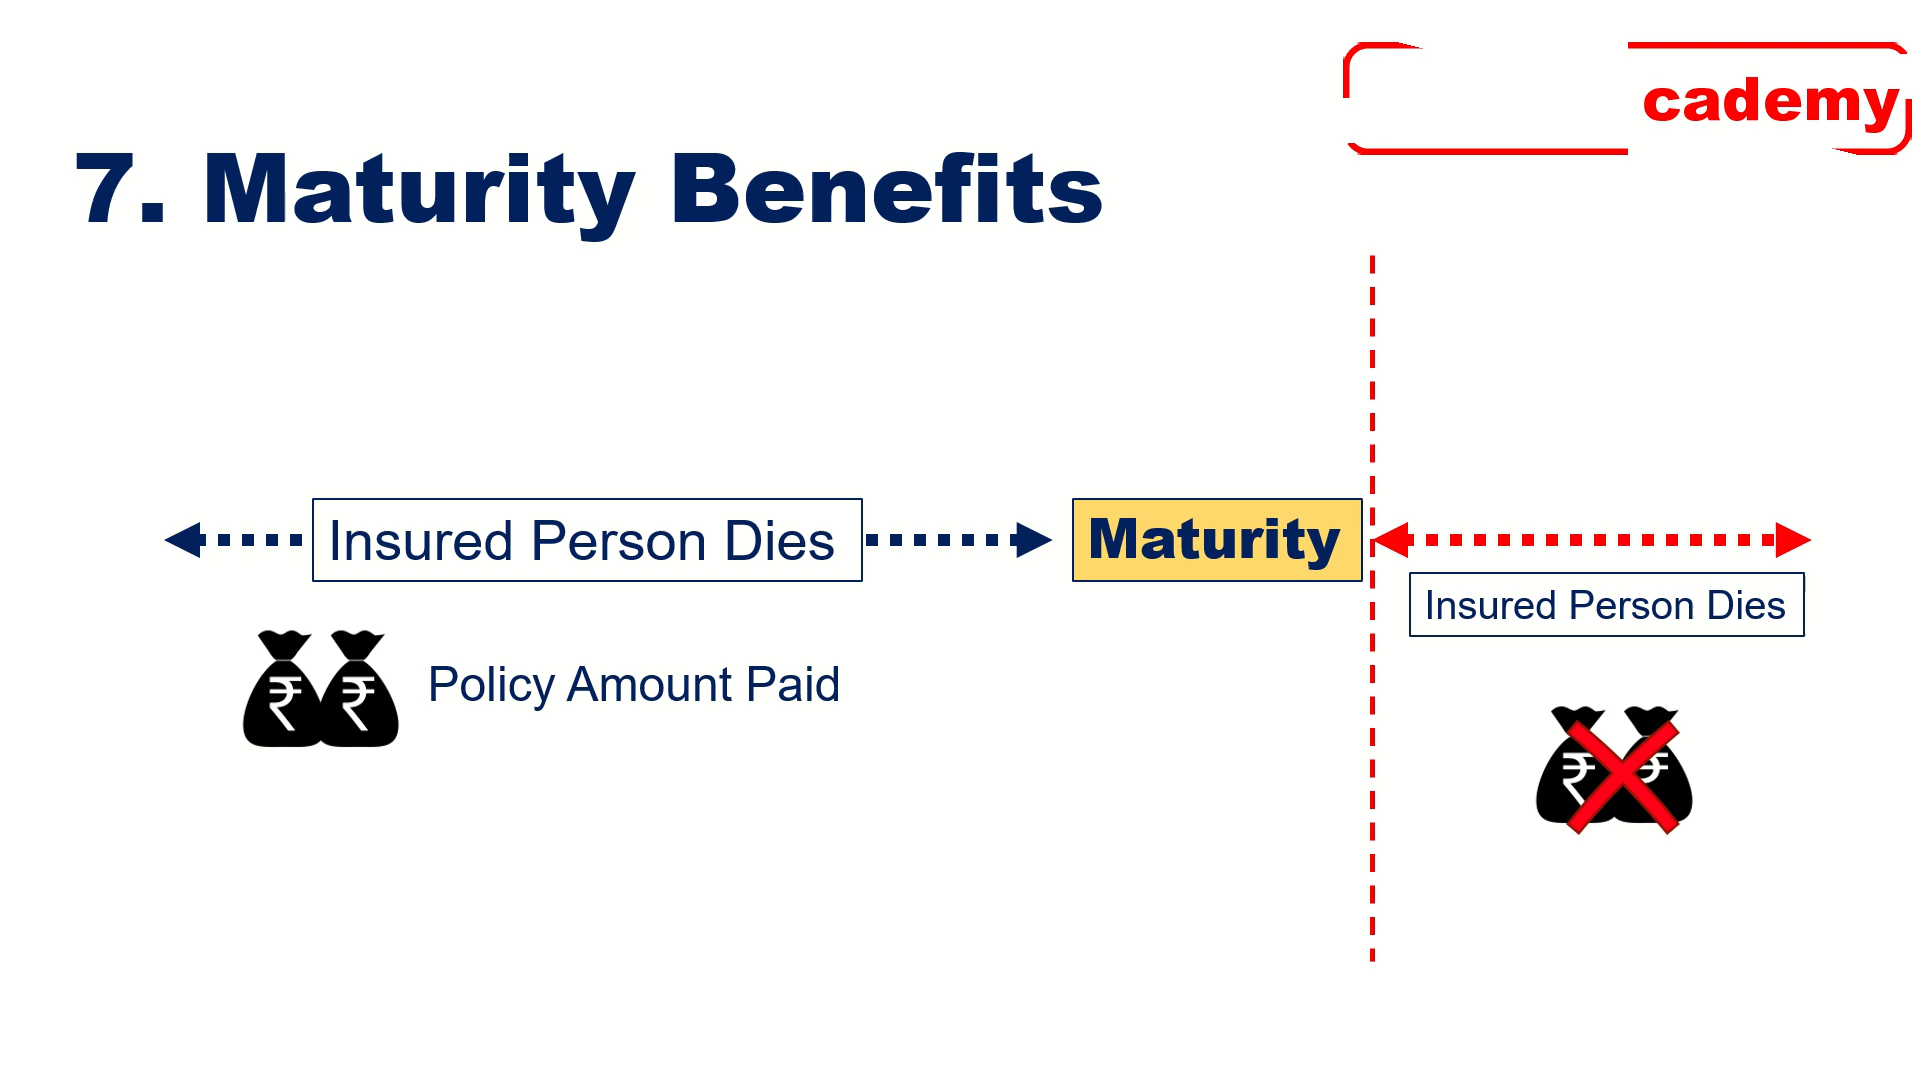 cademy
7. Maturity Benefits
Insured Person Dies
Maturity
Insured Person Dies
₹ ₹
Policy Amount Paid
₹ ₹